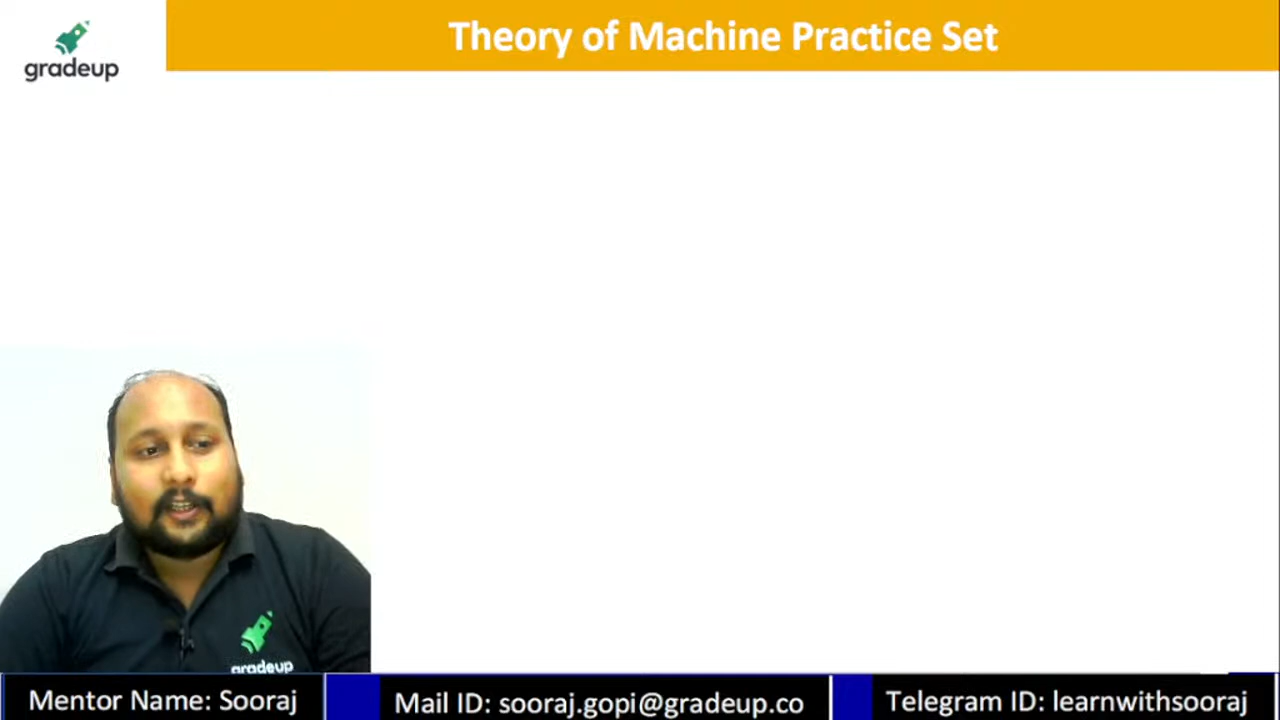 gradeup
Theory of Machine Practice Set
gradeup
Mentor Name: Sooraj
Mail ID: sooraj.gopi@gradeup.co
Telegram ID: learnwithsooraj